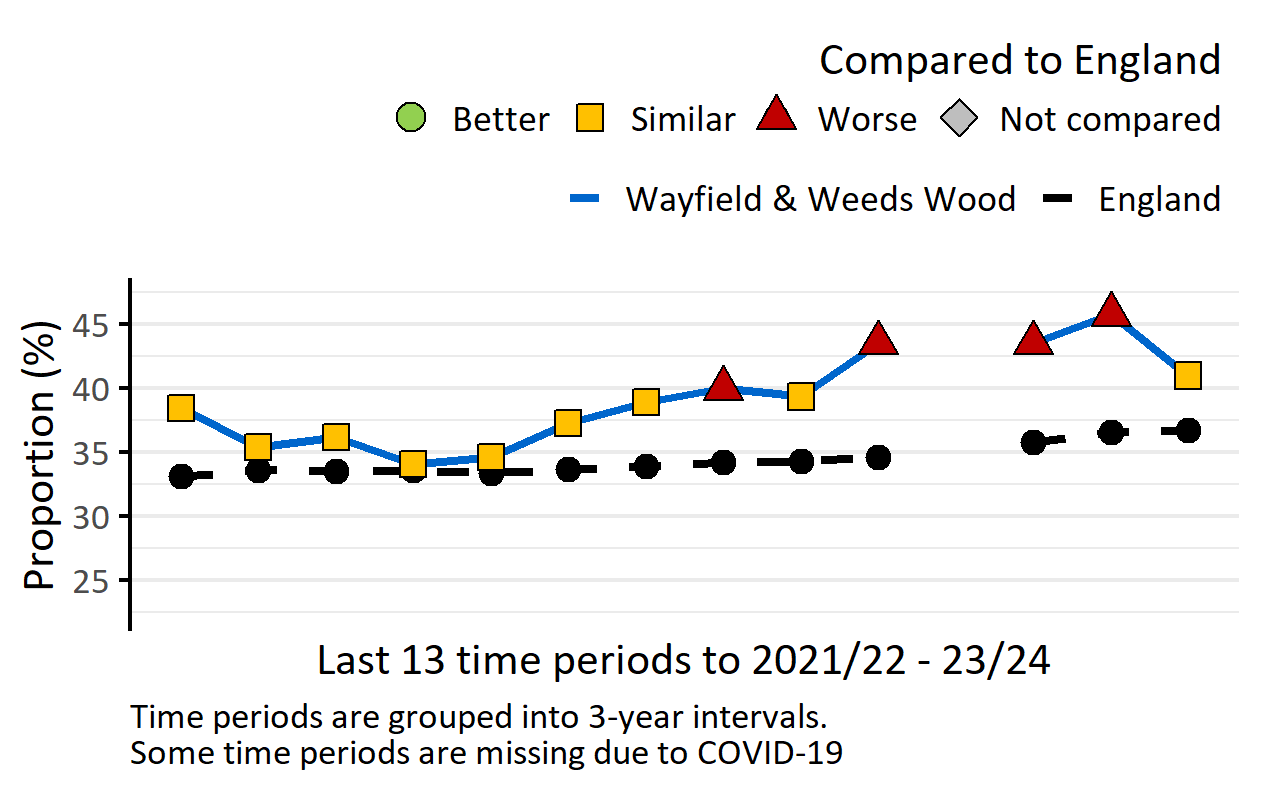 Compared to England
Better Similar Worse Not compared
Wayfield & Weeds Wood England
Proportion (%)
45
40
35
30
25
Last 13 time periods to 2021/22 - 23/24
Time periods are grouped into 3-year intervals.
Some time periods are missing due to COVID-19